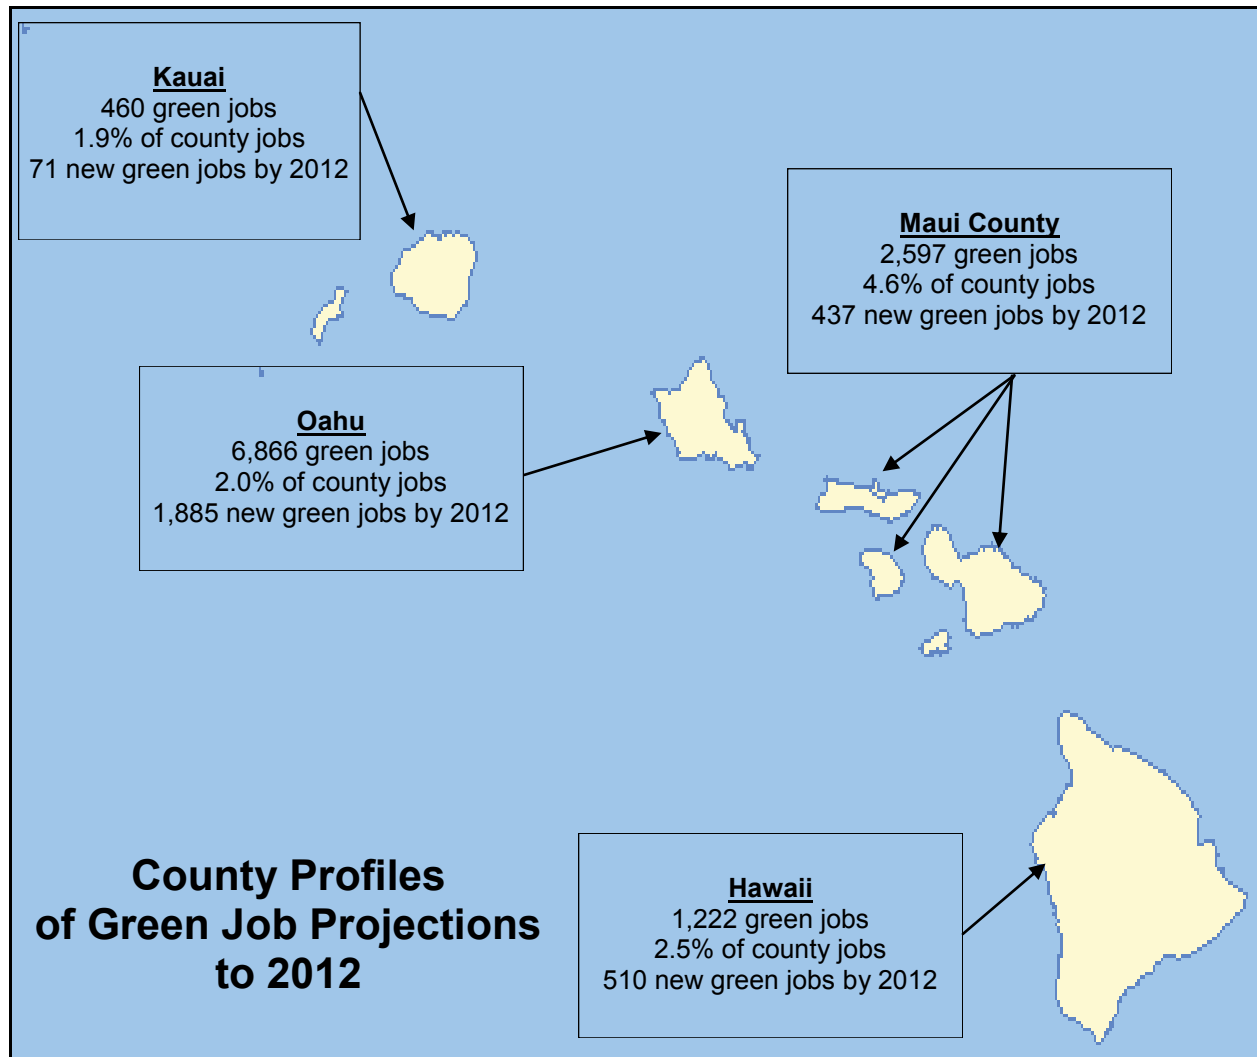 Kauai
460 green jobs
1.9% of county jobs
71 new green jobs by 2012
Maui County
2,597 green jobs
4.6% of county jobs
437 new green jobs by 2012
Oahu
6,866 green jobs
2.0% of county jobs
1,885 new green jobs by 2012
Hawaii
1,222 green jobs
2.5% of county jobs
510 new green jobs by 2012
County Profiles
of Green Job Projections
to 2012